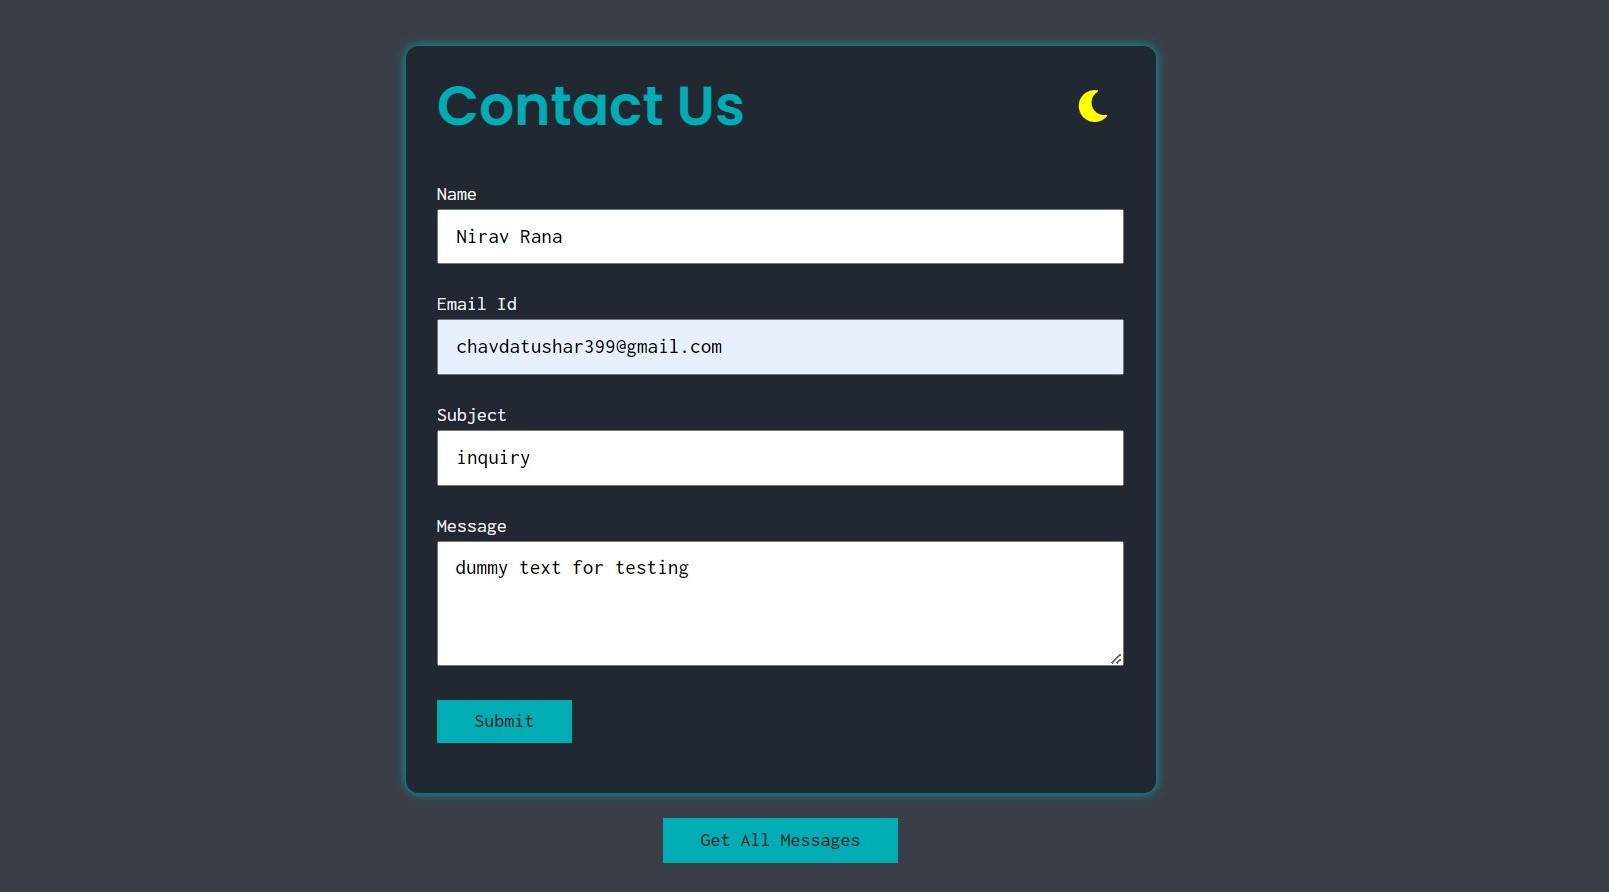 Contact Us
Name
Nirav Rana
Email Id
chavdatushar399@gmail.com
Subject
inquiry
Message
dummy text for testing
Submit
Get All Messages